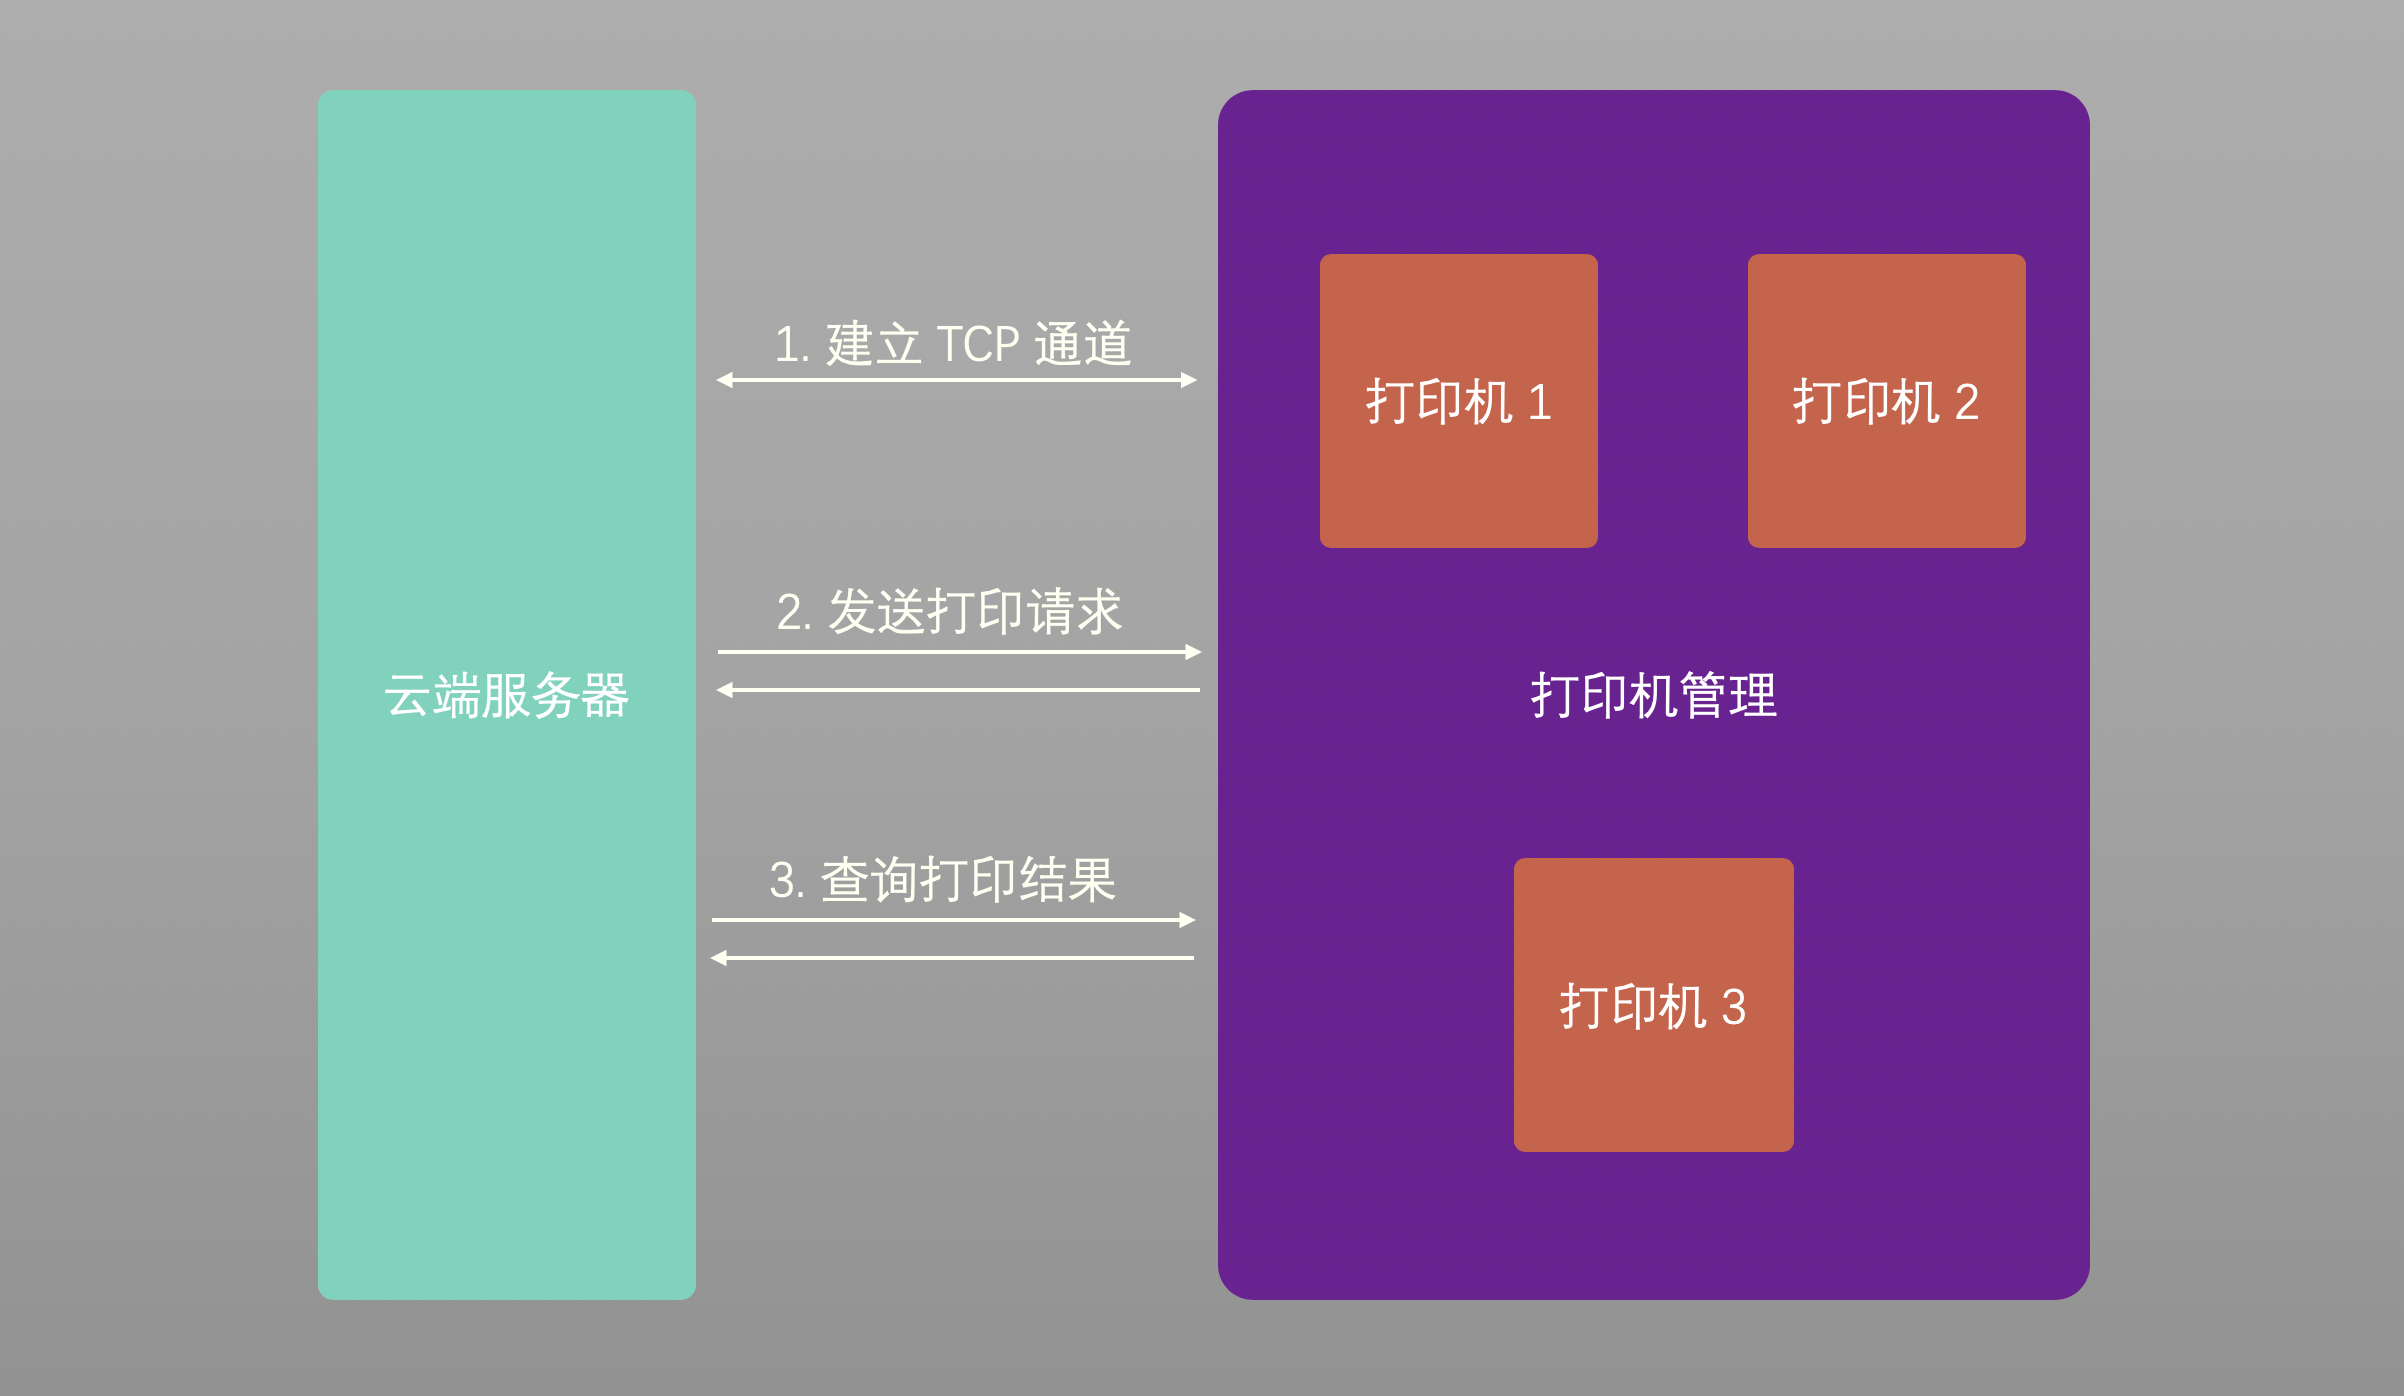 1. 建立 TCP 通道
打印机 1
打印机 2
2. 发送打印请求
云端服务器
打印机管理
3. 查询打印结果
打印机 3